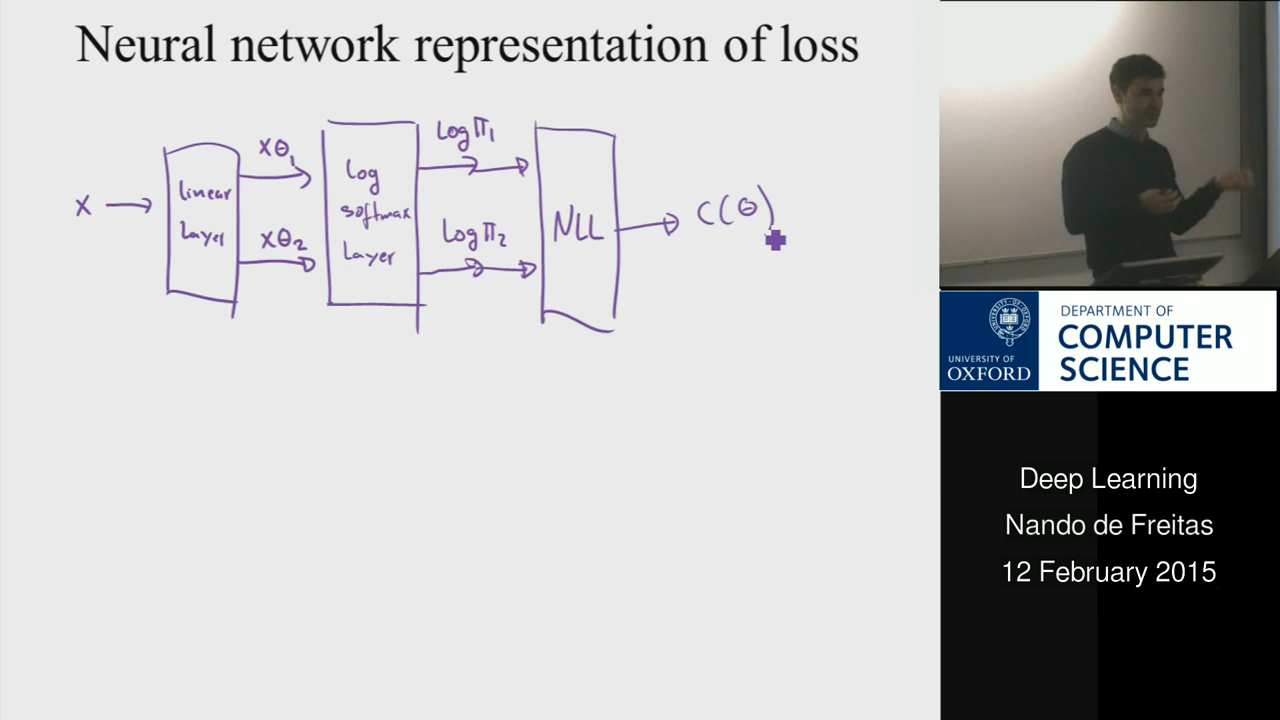 Neural network representation of loss
x → linear layer
xθ₁
xθ₂
log softmax layer
Log Π₁
Log Π₂
NLL
→ C(θ)
UNIVERSITY OF OXFORD
DEPARTMENT OF
COMPUTER
SCIENCE
Deep Learning
Nando de Freitas
12 February 2015